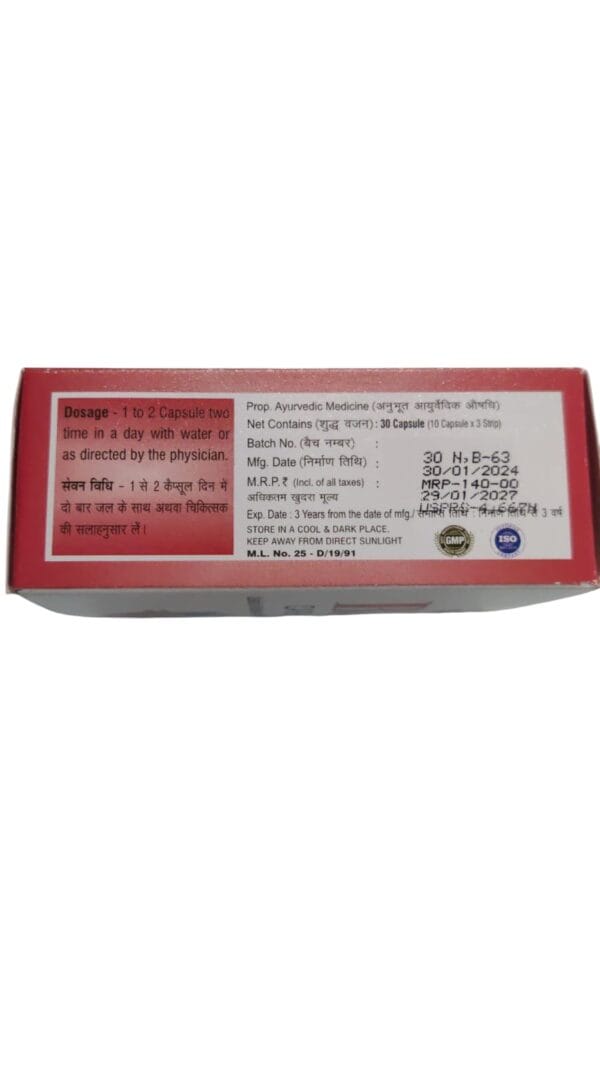 Dosage - 1 to 2 Capsule two
time in a day with water or
as directed by the physician.
संवन विधि - 1 से 2 कैप्सूल दिन में
दो बार जल के साथ अथवा चिकित्सक
की सलाहनुसार लें।
Prop. Ayurvedic Medicine (अनुभूत आयुर्वेदिक औषधि)
Net Contains (शुद्ध वजन): 30 Capsule (10 Capsule x 3 Strip)
Batch No. (बैच नम्बर) :
Mfg. Date (निर्माण तिथि) :
M.R.P.₹ (Incl. of all taxes) :
अधिकतम खुदरा मूल्य
30 N,B-63
30/01/2024
MRP-140-00
29/01/2027
Exp. Date : 3 Years from the date of mfg./ समाप्ति तिथि : निर्माण तिथि से 3 वर्ष
STORE IN A COOL & DARK PLACE.
KEEP AWAY FROM DIRECT SUNLIGHT
M.L. No. 25 - D/19/91
GMP
ISO